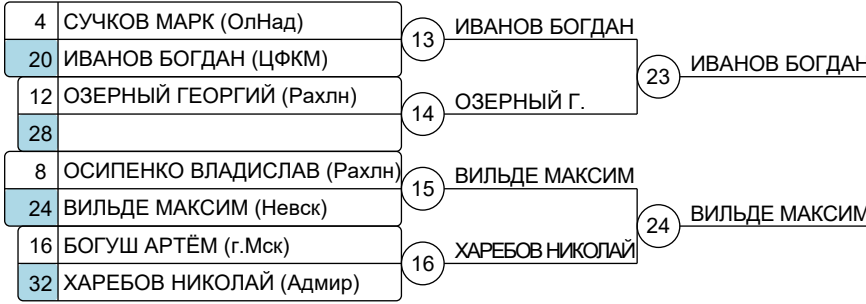 4 СУЧКОВ МАРК (ОлНад)
13 ИВАНОВ БОГДАН
20 ИВАНОВ БОГДАН (ЦФКМ)
23 ИВАНОВ БОГДАН
12 ОЗЕРНЫЙ ГЕОРГИЙ (Рахлн)
14 ОЗЕРНЫЙ Г.
28
8 ОСИПЕНКО ВЛАДИСЛАВ (Рахлн)
15 ВИЛЬДЕ МАКСИМ
24 ВИЛЬДЕ МАКСИМ (Невск)
24 ВИЛЬДЕ МАКСИМ
16 БОГУШ АРТЁМ (г.Мск)
16 ХАРЕБОВ НИКОЛАЙ
32 ХАРЕБОВ НИКОЛАЙ (Адмир)